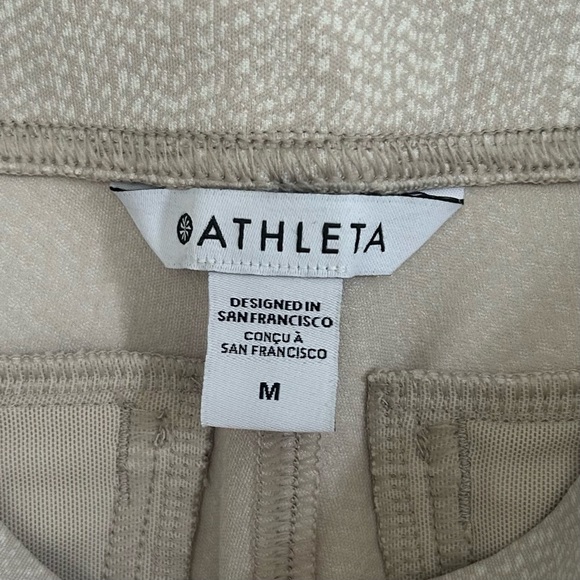 ATHLETA
DESIGNED IN
SAN FRANCISCO
CONÇU À
SAN FRANCISCO
M